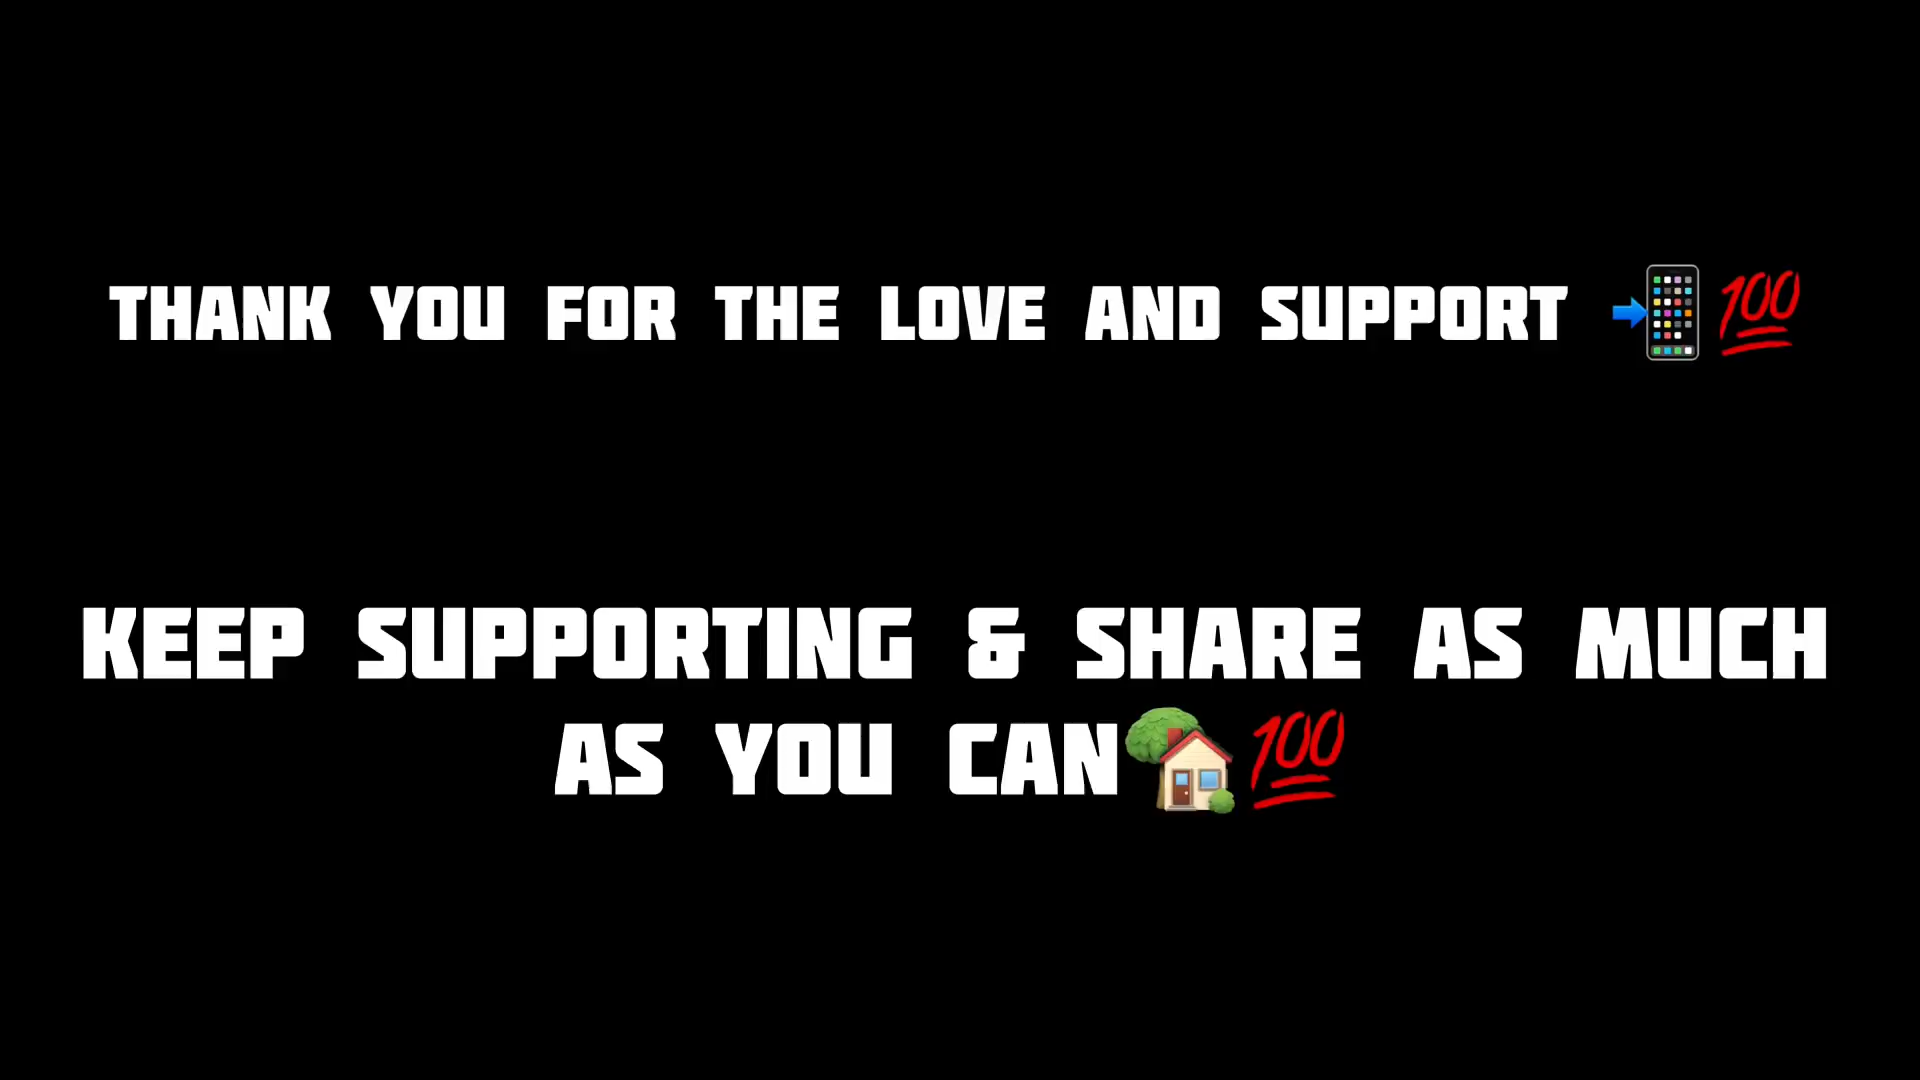 THANK YOU FOR THE LOVE AND SUPPORT 📲💯
KEEP SUPPORTING & SHARE AS MUCH
AS YOU CAN🏡💯